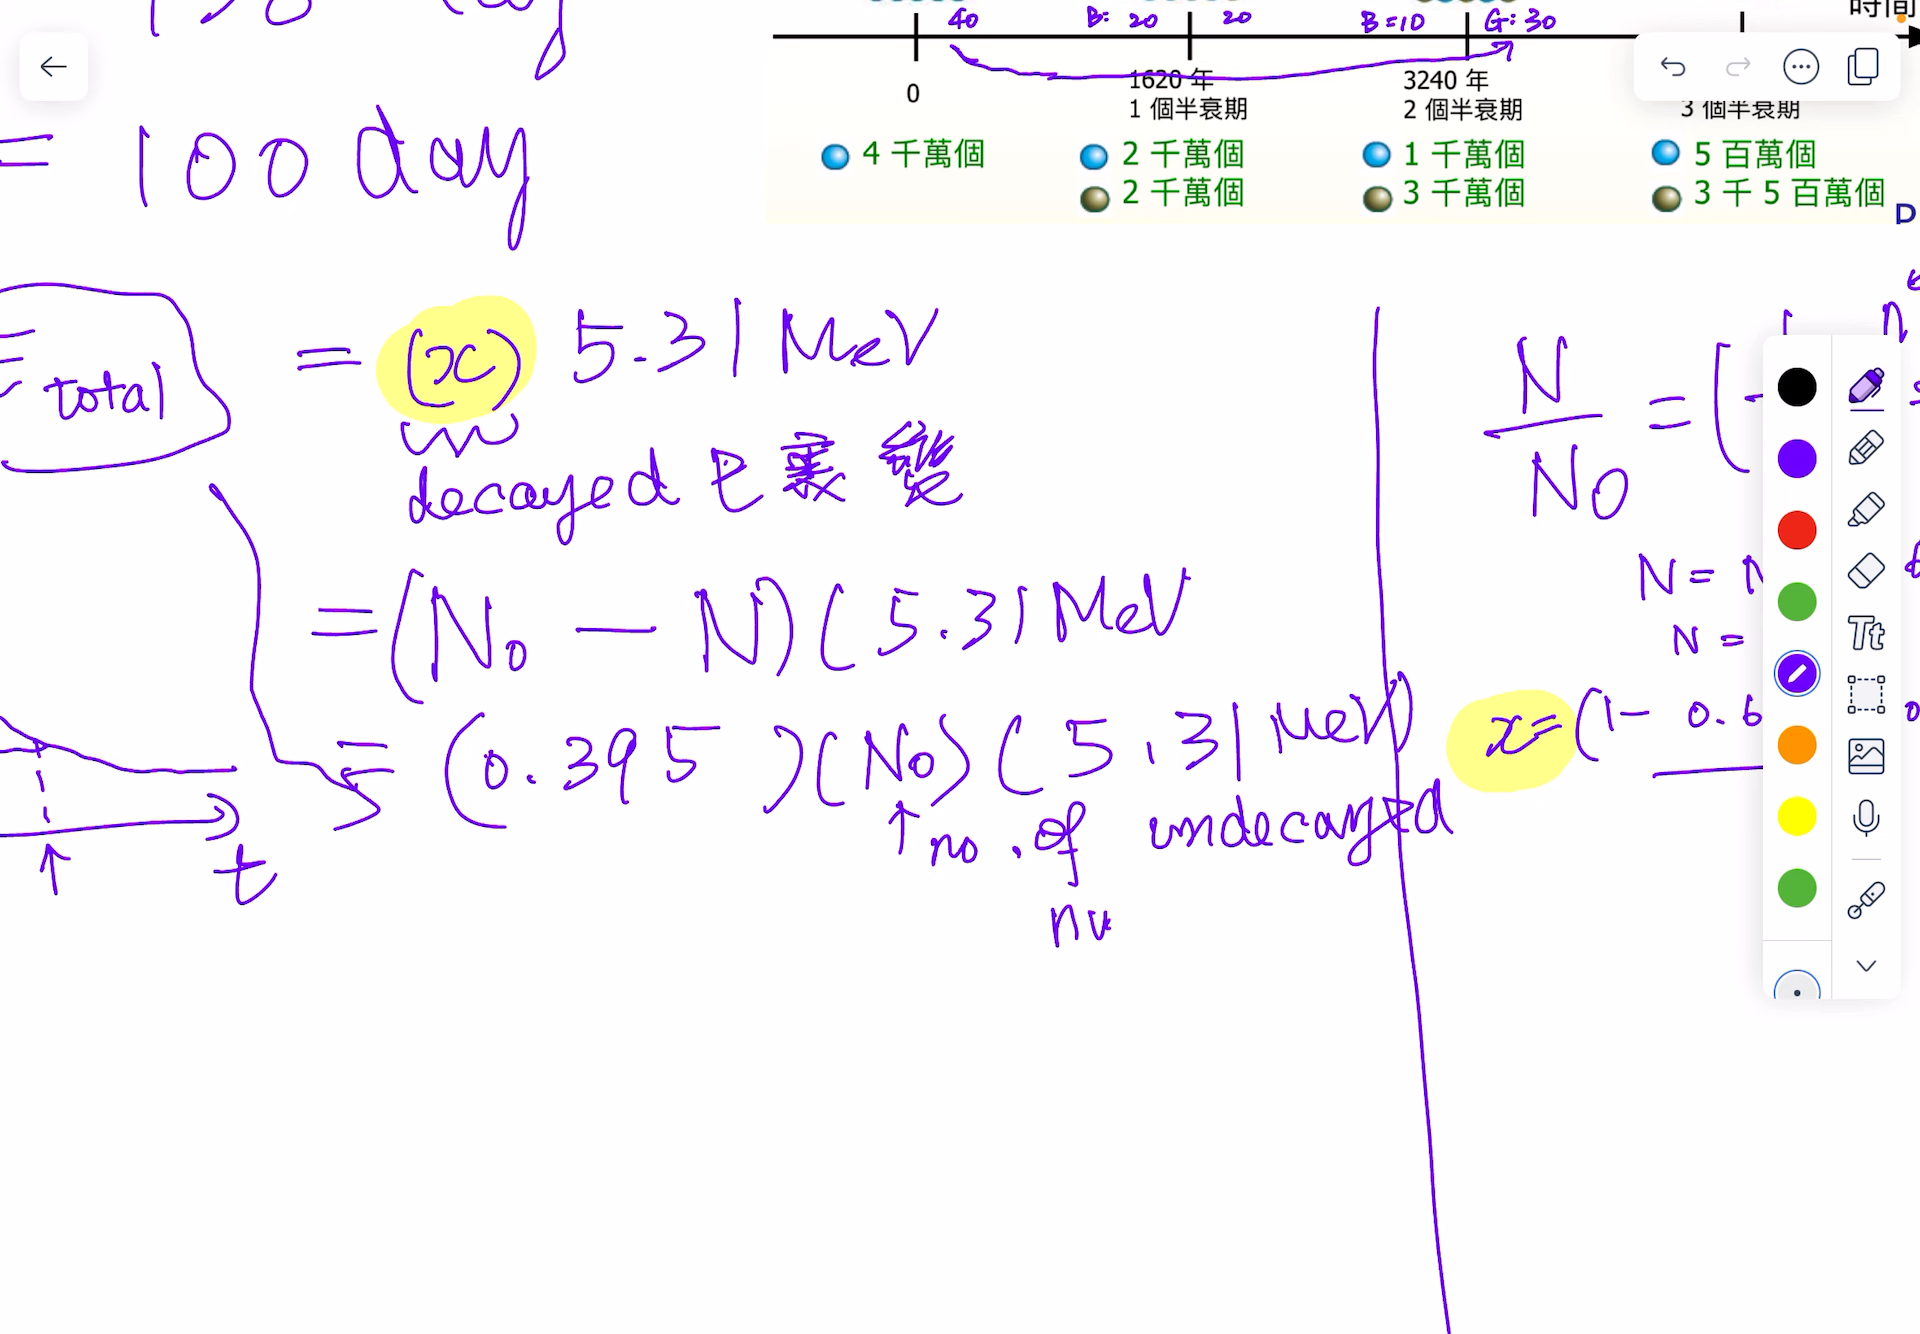 40 B: 20 20 B=10 G: 30 時間
0 1620 年 3240 年
1 個半衰期 2 個半衰期 3 個半衰期
4 千萬個 2 千萬個 1 千萬個 5 百萬個
2 千萬個 3 千萬個 3 千 5 百萬個
= 100 day
total = (x) 5.31 MeV
decayed 已衰變
= (N₀ − N) (5.31 MeV
= (0.395 )(N₀) (5.31 MeV)
↑ no. of undecayed
nu
t
N/N₀ = (
N =
N =
x = (1 − 0.6
Tt